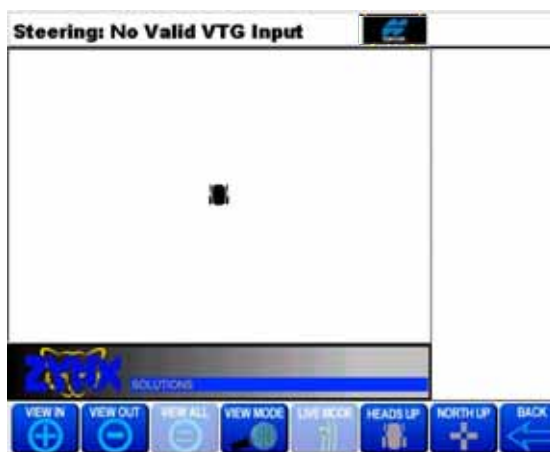 Steering: No Valid VTG Input
ZYNX
SOLUTIONS
VIEW IN
VIEW OUT
VIEW ALL
VIEW MODE
LIVE MODE
HEADS UP
NORTH UP
BACK